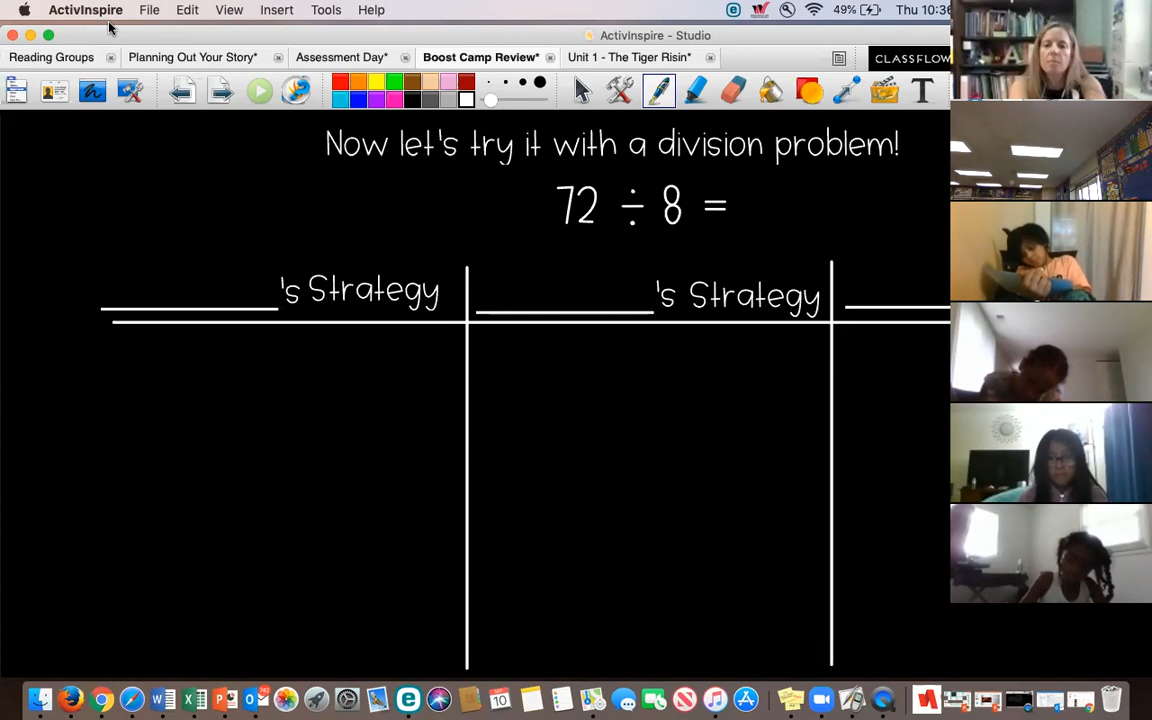 ActivInspire File Edit View Insert Tools Help 49% Thu 10:36
ActivInspire - Studio
Reading Groups Planning Out Your Story* Assessment Day* Boost Camp Review* Unit 1 - The Tiger Risin* CLASSFLOW
Now let's try it with a division problem!
72 ÷ 8 =
's Strategy 's Strategy